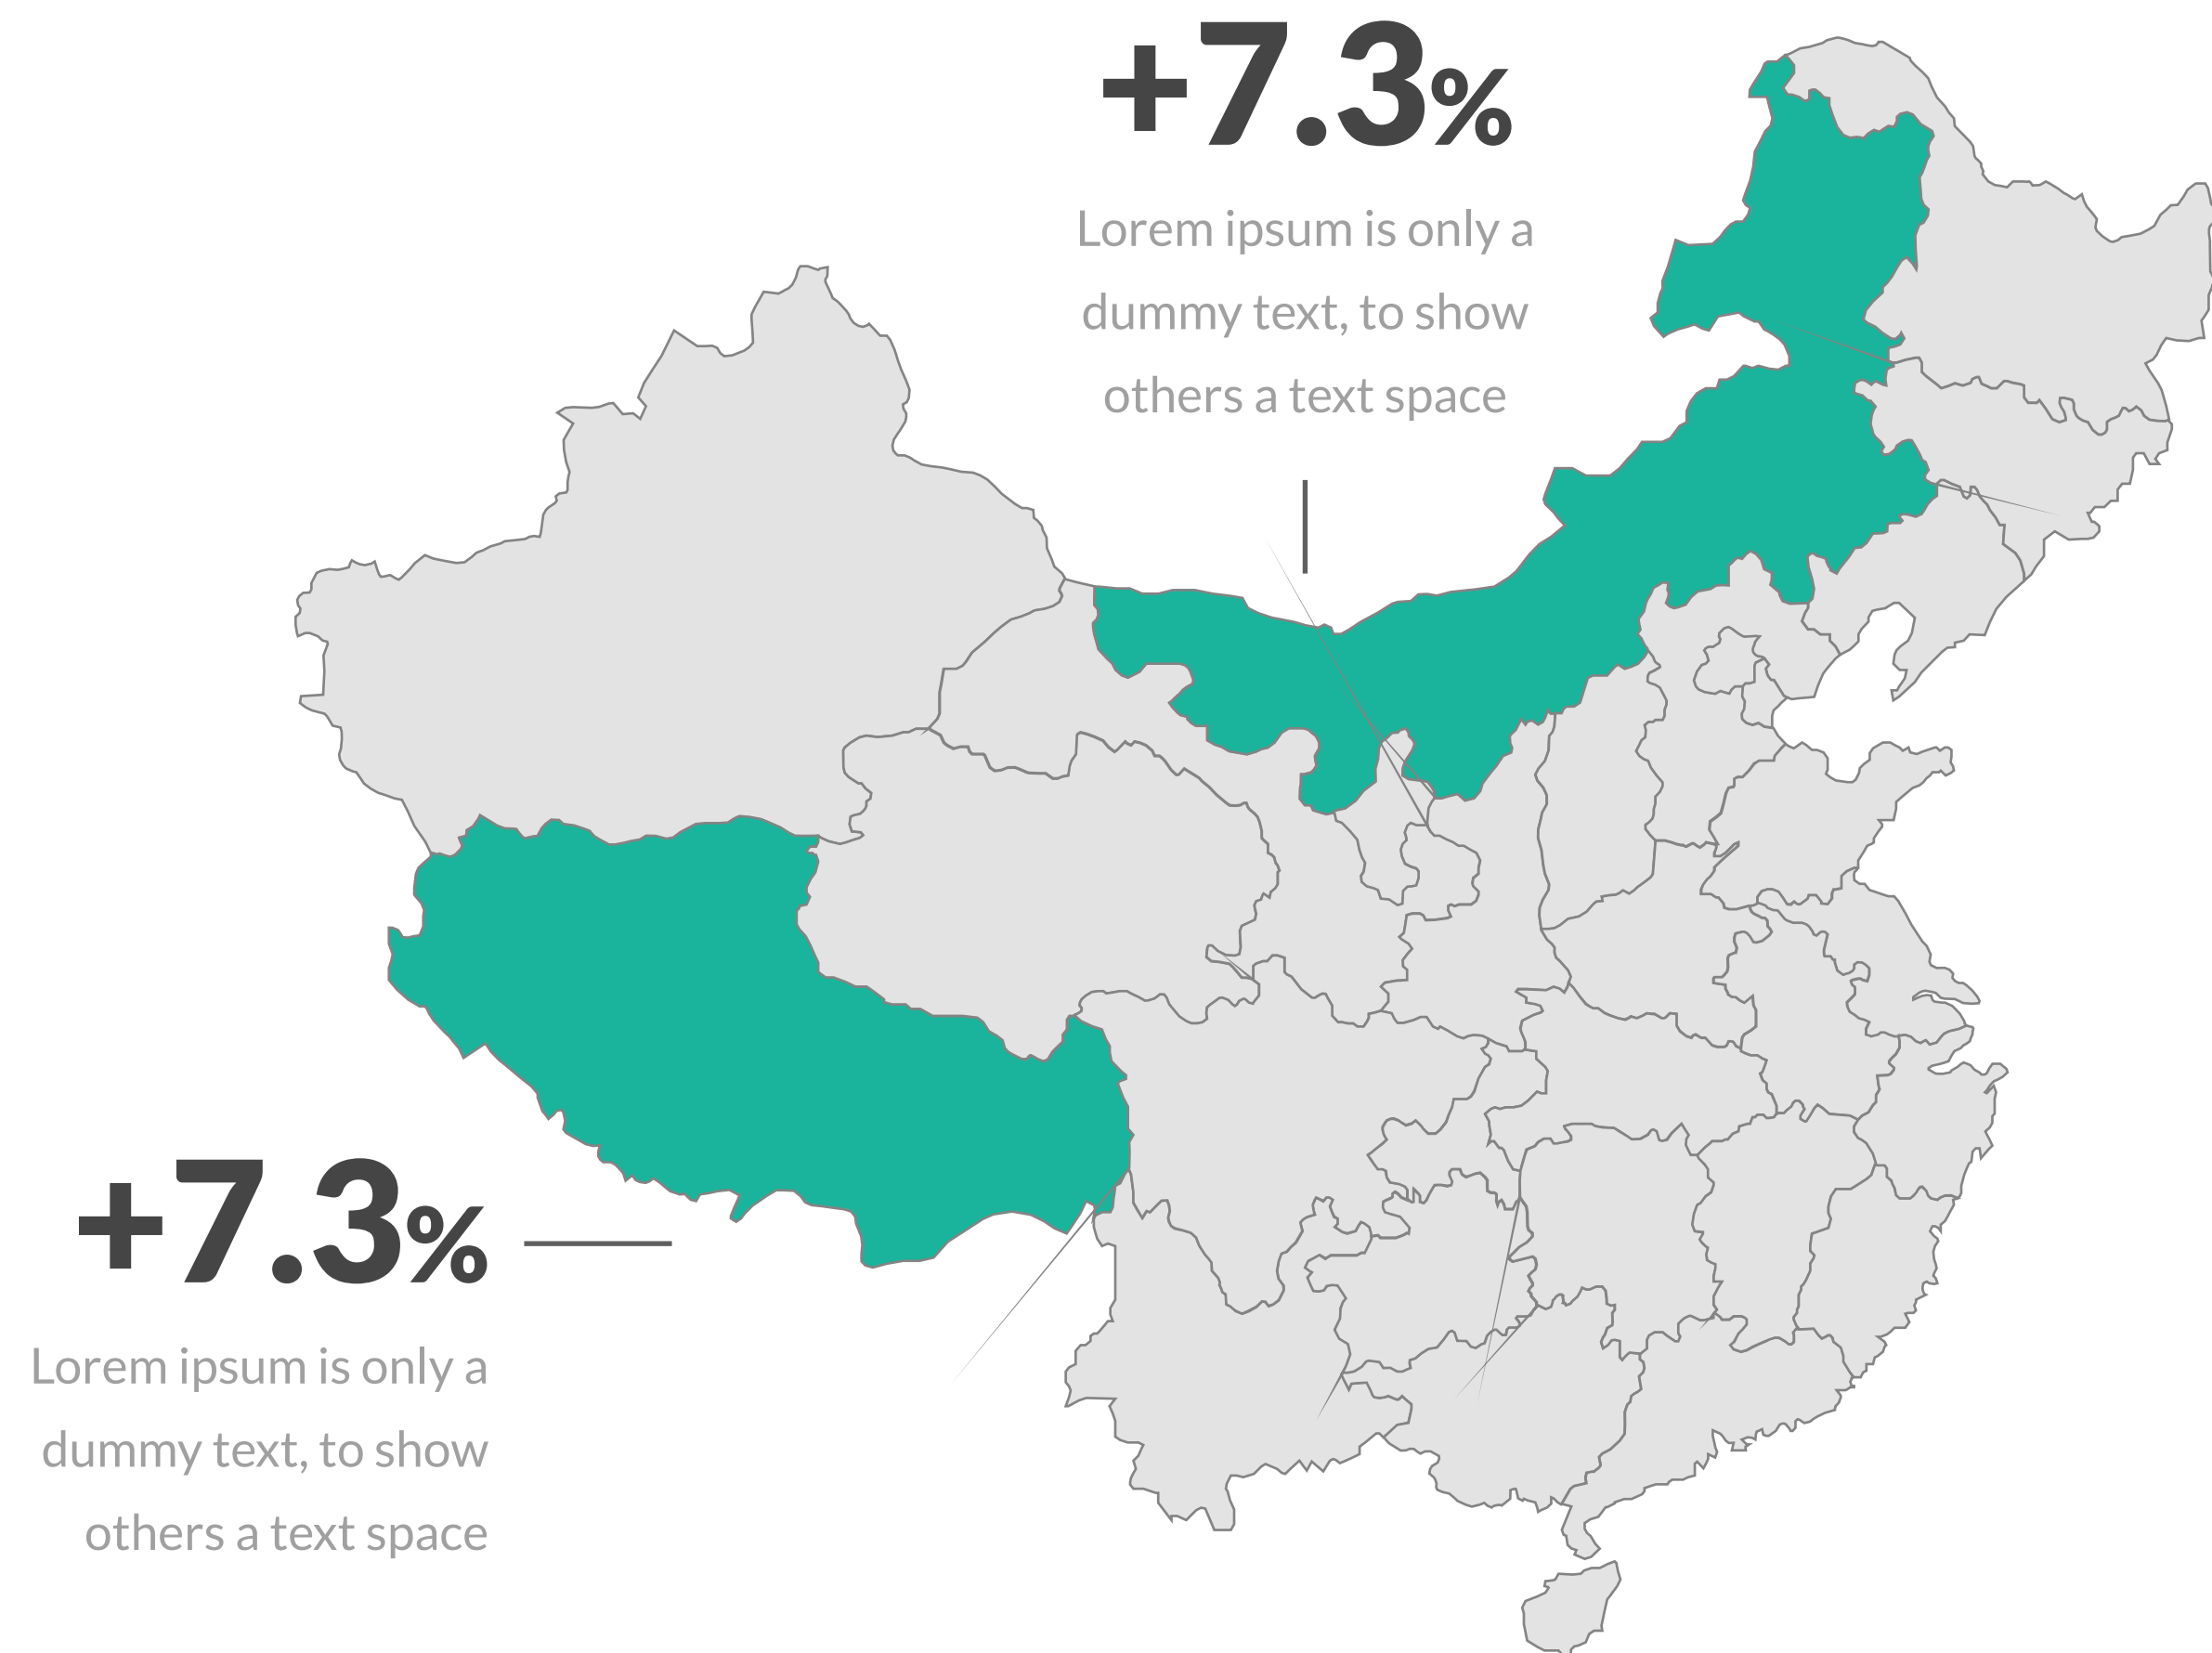 +7.3%
Lorem ipsum is only a
dummy text, to show
others a text space
+7.3%
Lorem ipsum is only a
dummy tet, to show
others a text space